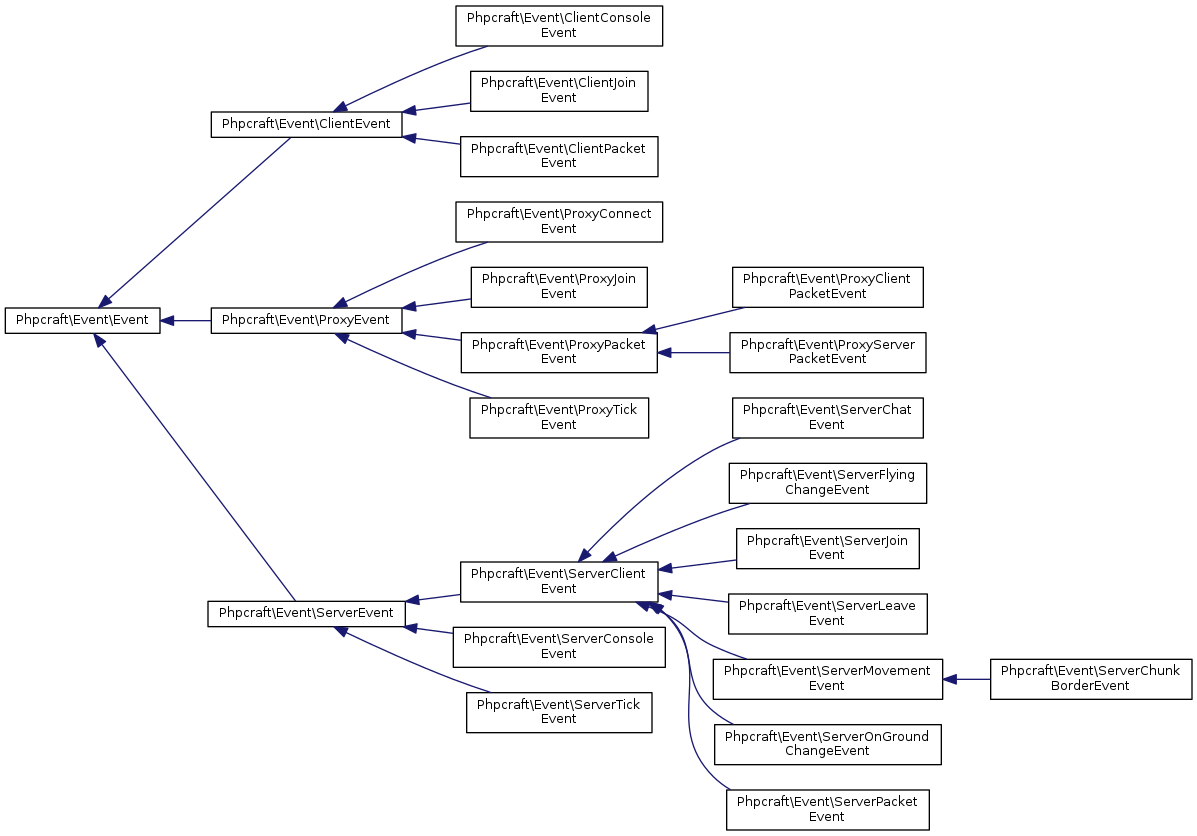 Phpcraft\Event\ClientConsole
Event
Phpcraft\Event\ClientJoin
Event
Phpcraft\Event\ClientEvent
Phpcraft\Event\ClientPacket
Event
Phpcraft\Event\ProxyConnect
Event
Phpcraft\Event\ProxyJoin
Event
Phpcraft\Event\ProxyClient
PacketEvent
Phpcraft\Event\Event
Phpcraft\Event\ProxyEvent
Phpcraft\Event\ProxyPacket
Event
Phpcraft\Event\ProxyServer
PacketEvent
Phpcraft\Event\ProxyTick
Event
Phpcraft\Event\ServerChat
Event
Phpcraft\Event\ServerFlying
ChangeEvent
Phpcraft\Event\ServerJoin
Event
Phpcraft\Event\ServerClient
Event
Phpcraft\Event\ServerEvent
Phpcraft\Event\ServerLeave
Event
Phpcraft\Event\ServerConsole
Event
Phpcraft\Event\ServerMovement
Event
Phpcraft\Event\ServerChunk
BorderEvent
Phpcraft\Event\ServerTick
Event
Phpcraft\Event\ServerOnGround
ChangeEvent
Phpcraft\Event\ServerPacket
Event